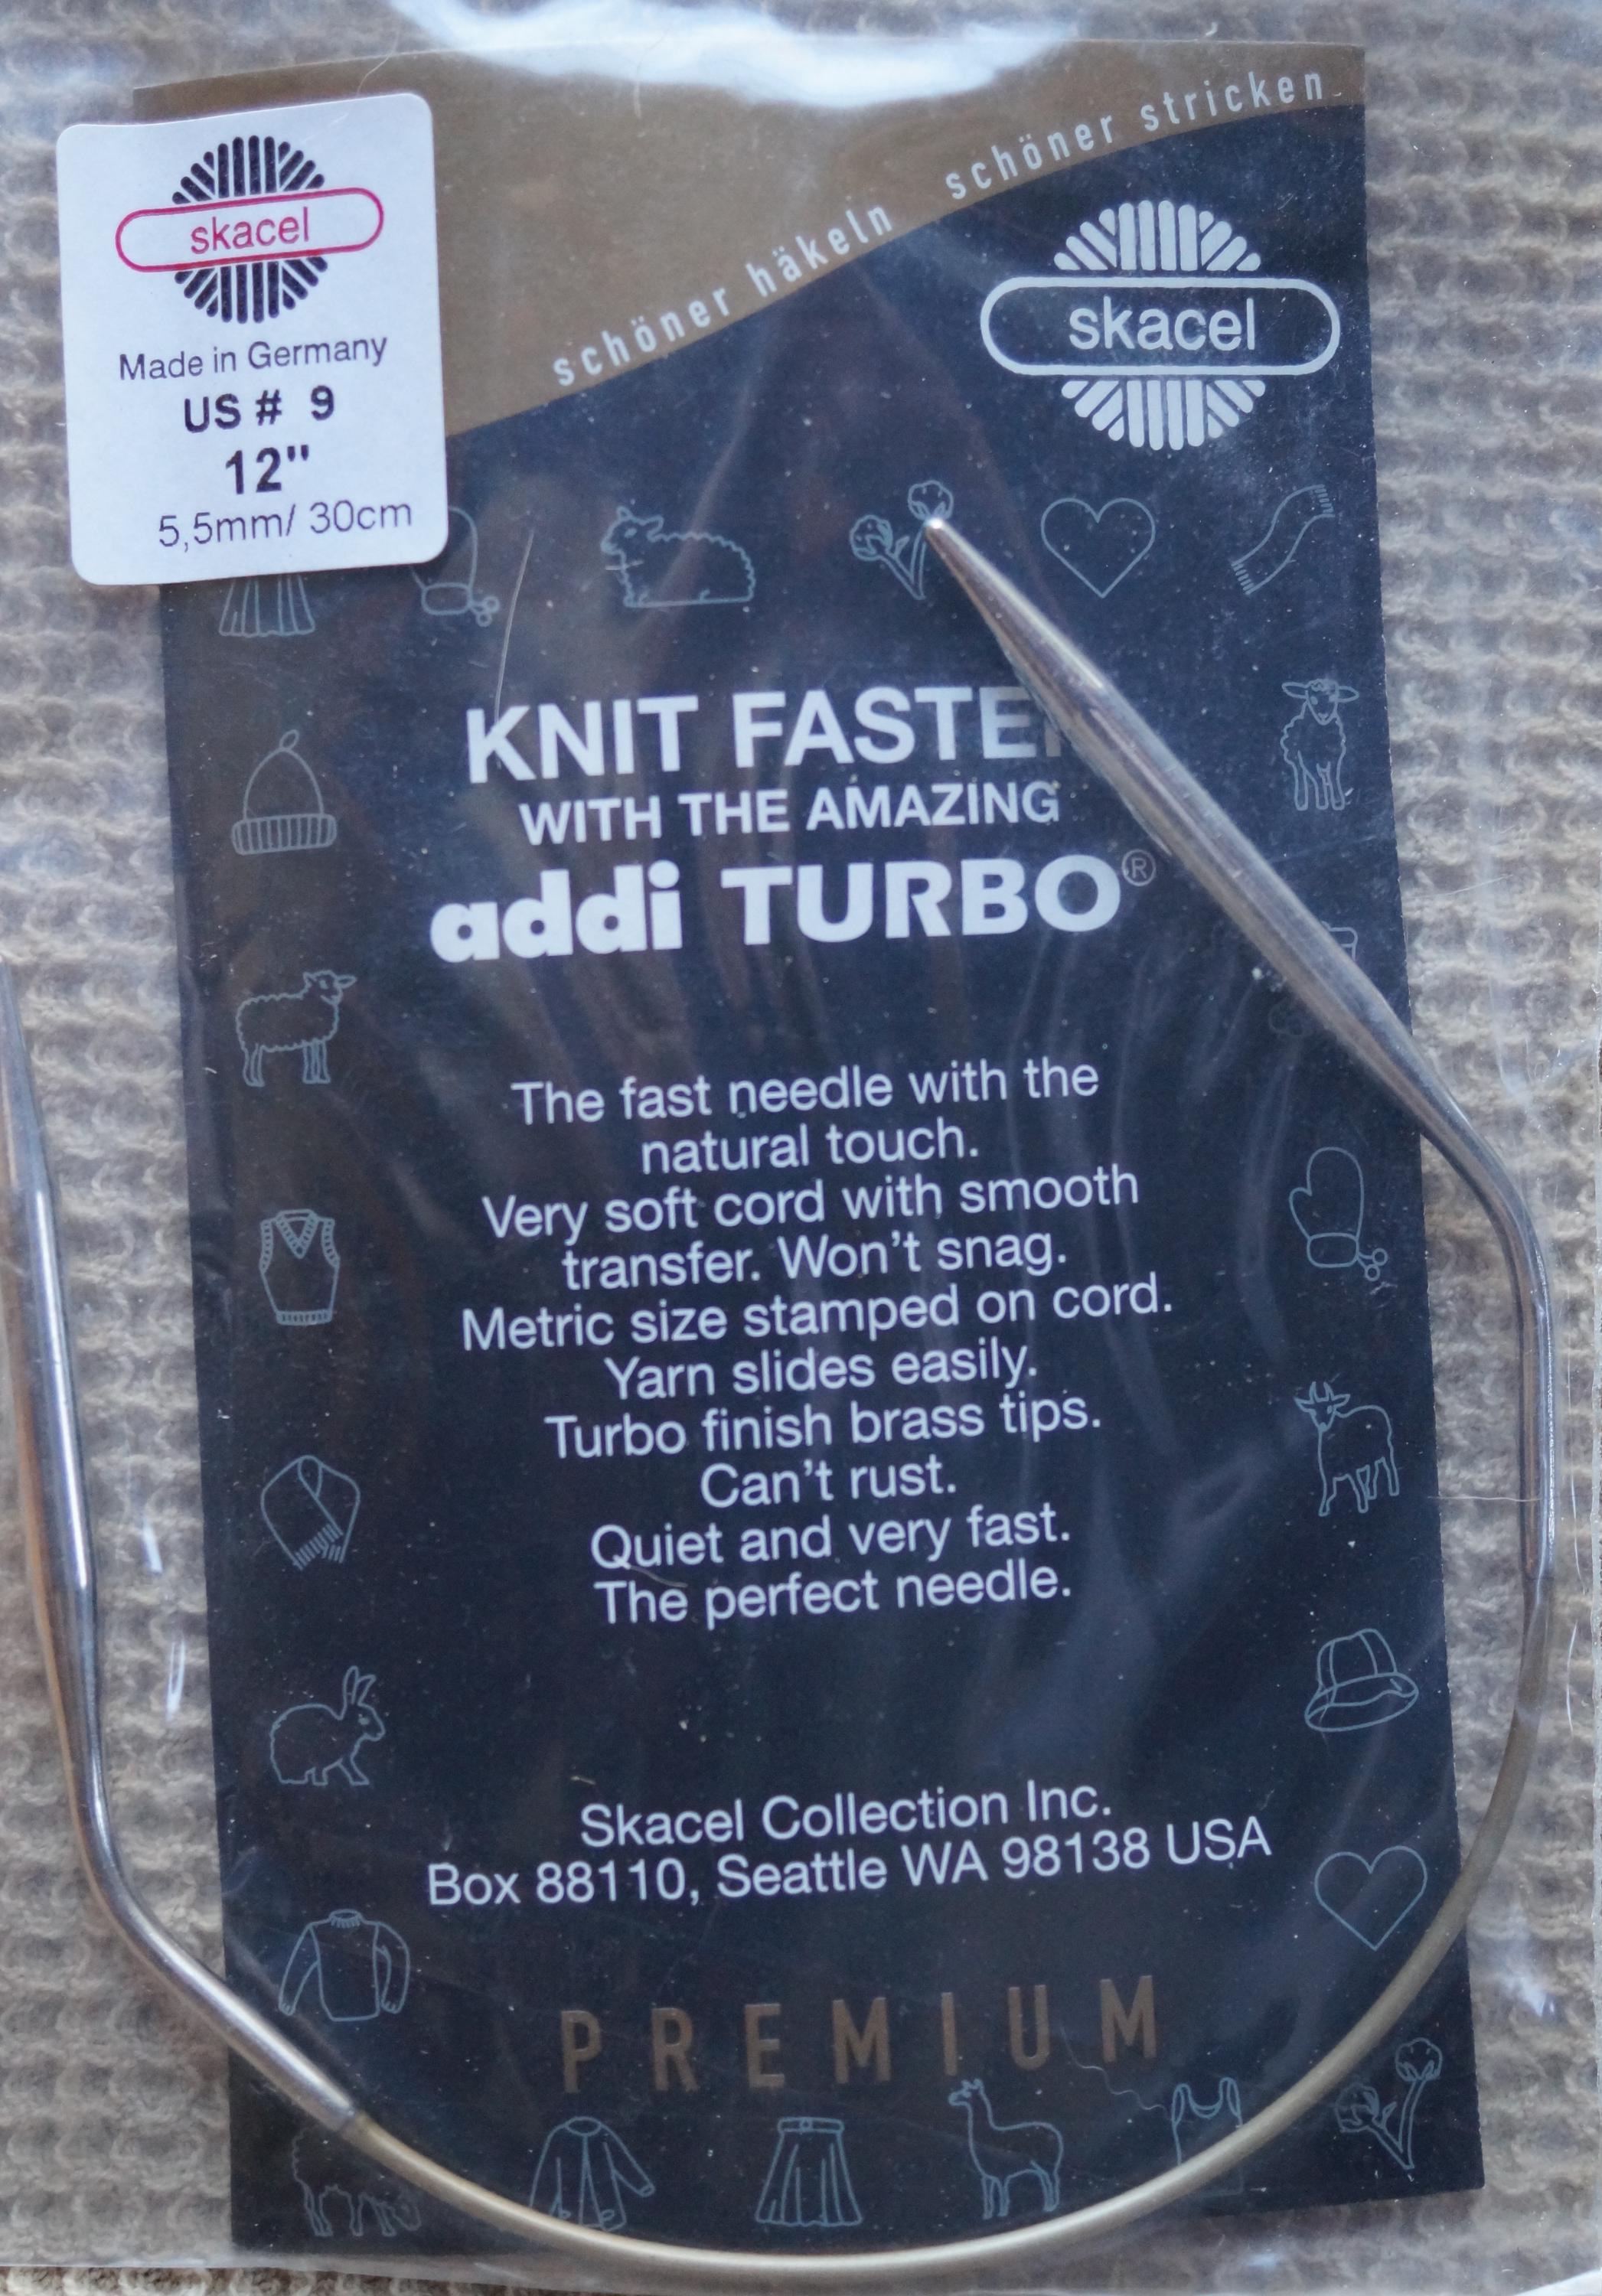 schöner häkeln schöner stricken
skacel
Made in Germany
US # 9
12"
5,5mm/ 30cm
skacel
KNIT FASTER
WITH THE AMAZING
addi TURBO®
The fast needle with the
natural touch.
Very soft cord with smooth
transfer. Won't snag.
Metric size stamped on cord.
Yarn slides easily.
Turbo finish brass tips.
Can't rust.
Quiet and very fast.
The perfect needle.
Skacel Collection Inc.
Box 88110, Seattle WA 98138 USA
PREMIUM